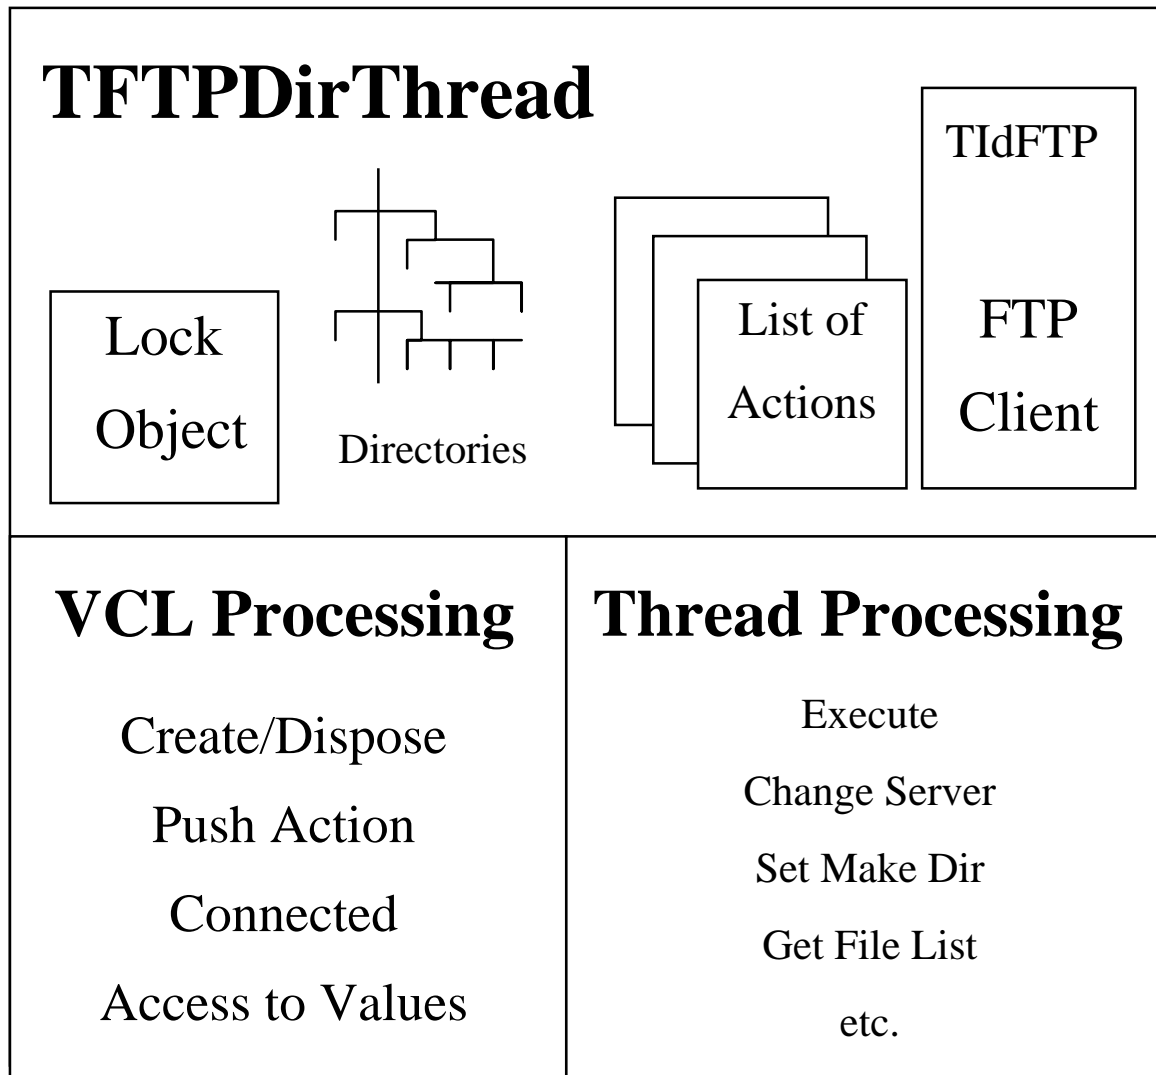 TFTPDirThread
TIdFTP
FTP
Client
List of
Actions
Lock
Object
Directories
VCL Processing
Create/Dispose
Push Action
Connected
Access to Values
Thread Processing
Execute
Change Server
Set Make Dir
Get File List
etc.